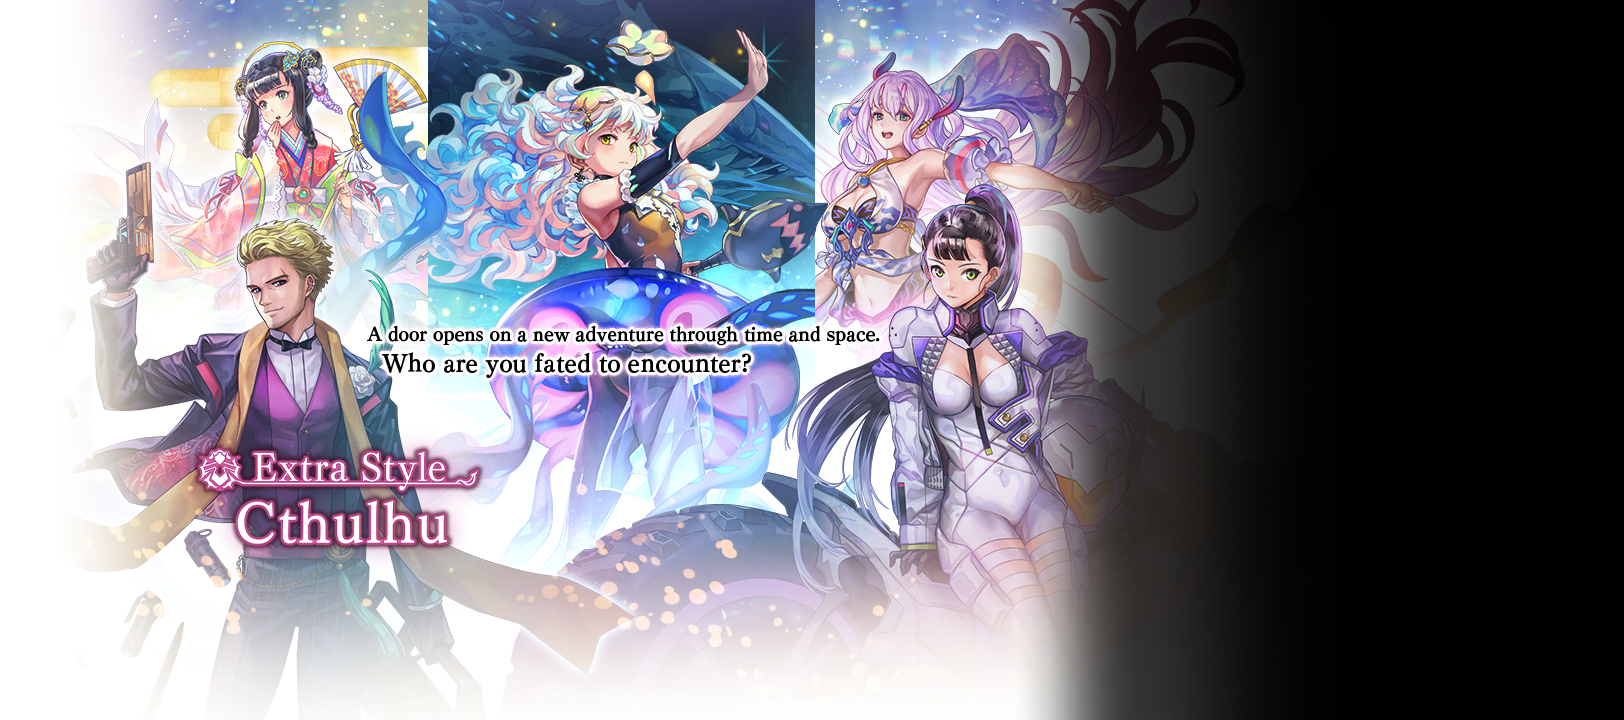 A door opens on a new adventure through time and space.
Who are you fated to encounter?
Extra Style
Cthulhu